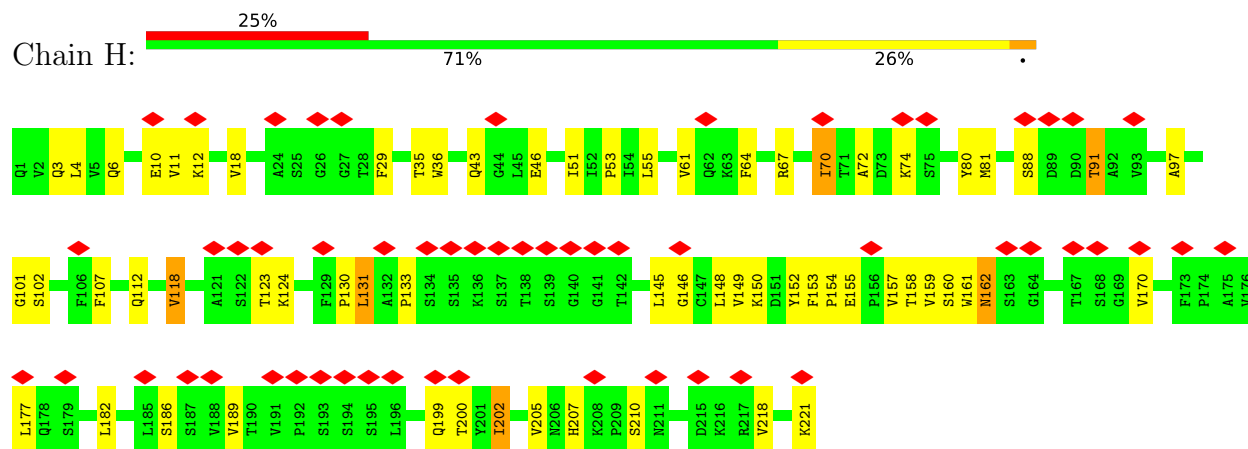 25%
Chain H:
71% 26% .
Q1 V2 Q3 L4 V5 Q6 E10 V11 K12 V18 A24 S25 G26 G27 T28 F29 T35 W36 Q43 G44 L45 E46 I51 I52 P53 I54 L55 V61 Q62 K63 F64 R67 I70 T71 A72 D73 K74 S75 Y80 M81 S88 D89 D90 T91 A92 V93 A97
G101 S102 F106 F107 Q112 V118 A121 S122 T123 K124 F129 P130 L131 A132 P133 S134 S135 K136 S137 T138 S139 G140 G141 T142 L145 G146 G147 L148 V149 K150 D151 Y152 F153 P154 E155 P156 V157 T158 V159 S160 W161 N162 S163 G164 T167 S168 G169 V170 F173 P174 A175 V176
L177 Q178 S179 L182 L185 S186 S187 V188 V189 T190 V191 P192 S193 S194 S195 L196 Q199 T200 Y201 I202 V205 N206 H207 K208 P209 S210 N211 D215 K216 R217 V218 K221